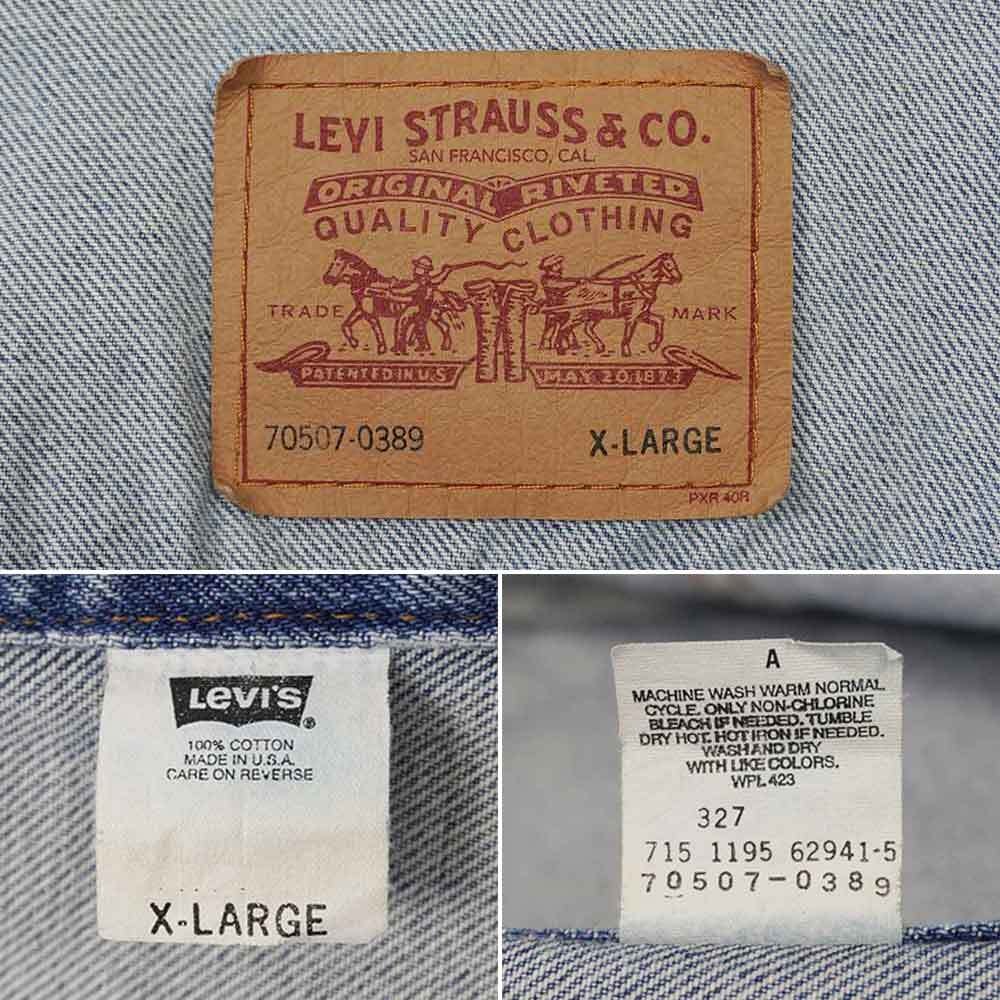 LEVI STRAUSS & CO.
SAN FRANCISCO, CAL.
ORIGINAL RIVETED
QUALITY CLOTHING
TRADE MARK
PATENTED IN U.S. MAY 20 1873
70507-0389 X-LARGE
PXR 40R
LEVI'S ®
100% COTTON
MADE IN U.S.A.
CARE ON REVERSE
X-LARGE
A
MACHINE WASH WARM NORMAL
CYCLE. ONLY NON-CHLORINE
BLEACH IF NEEDED. TUMBLE
DRY HOT. HOT IRON IF NEEDED.
WASH AND DRY
WITH LIKE COLORS.
WPL 423
327
715 1195 62941-5
70507-0389